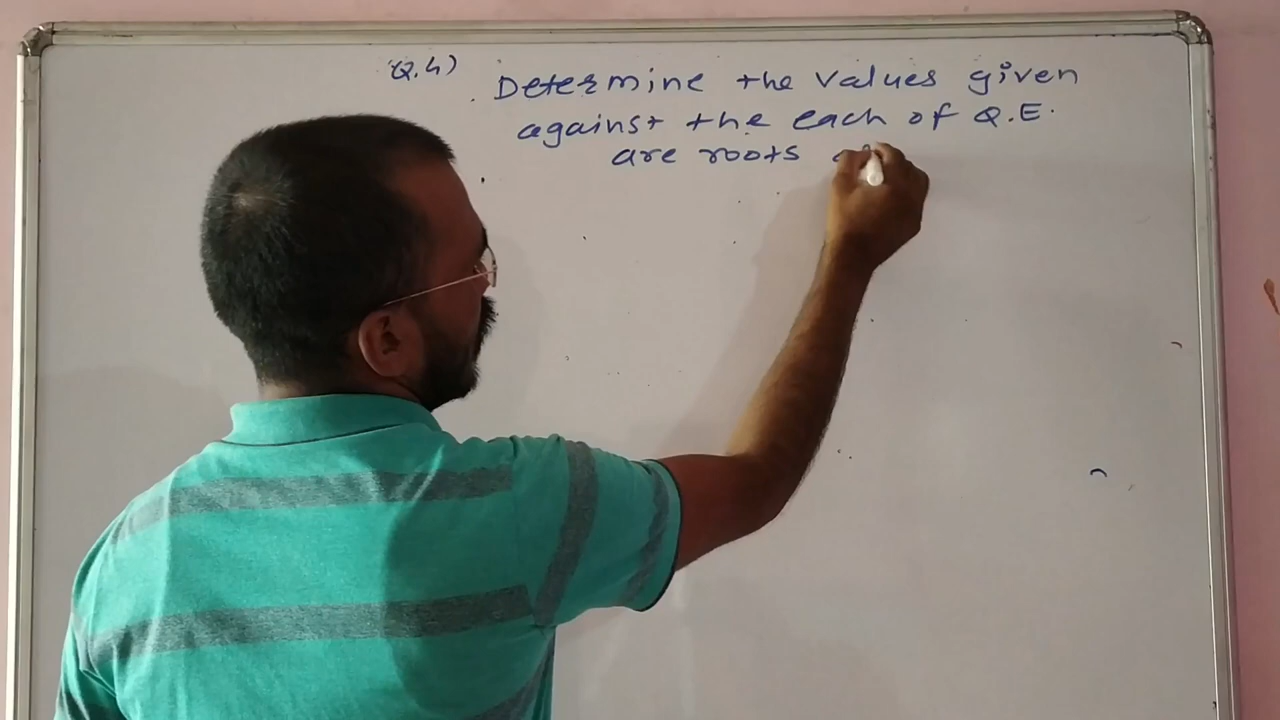 Q.4) Determine the values given
against the each of Q.E.
are roots